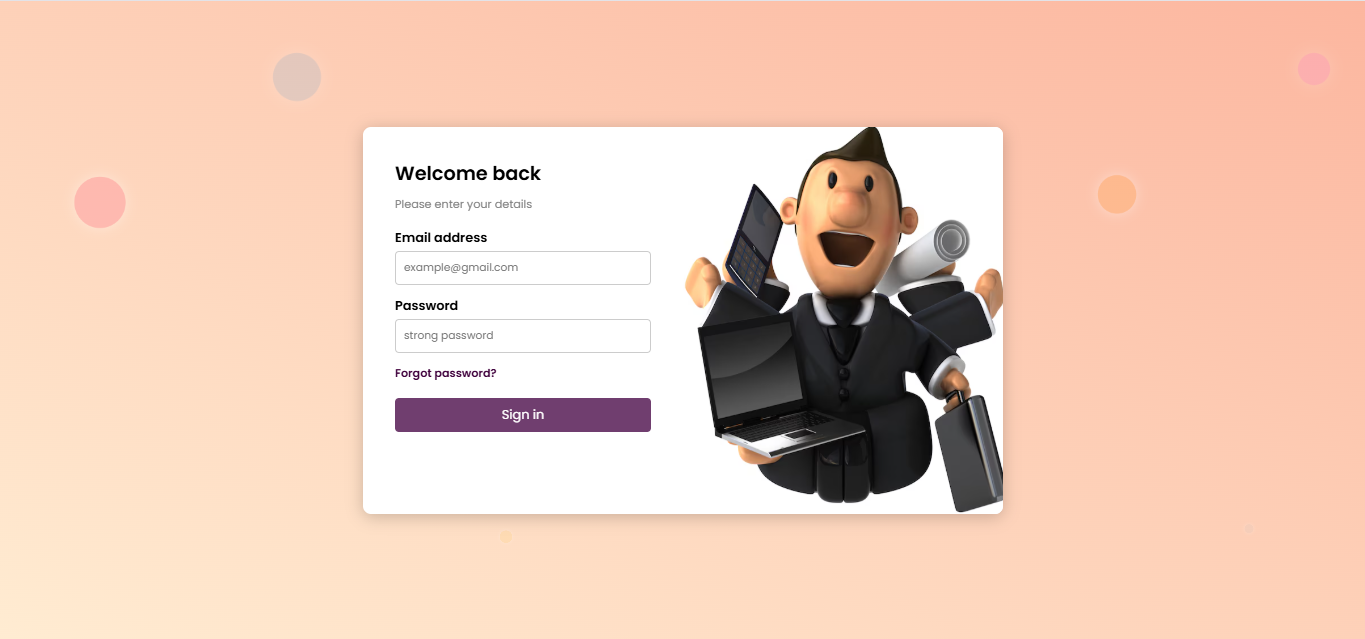 Welcome back
Please enter your details
Email address
example@gmail.com
Password
strong password
Forgot password?
Sign in